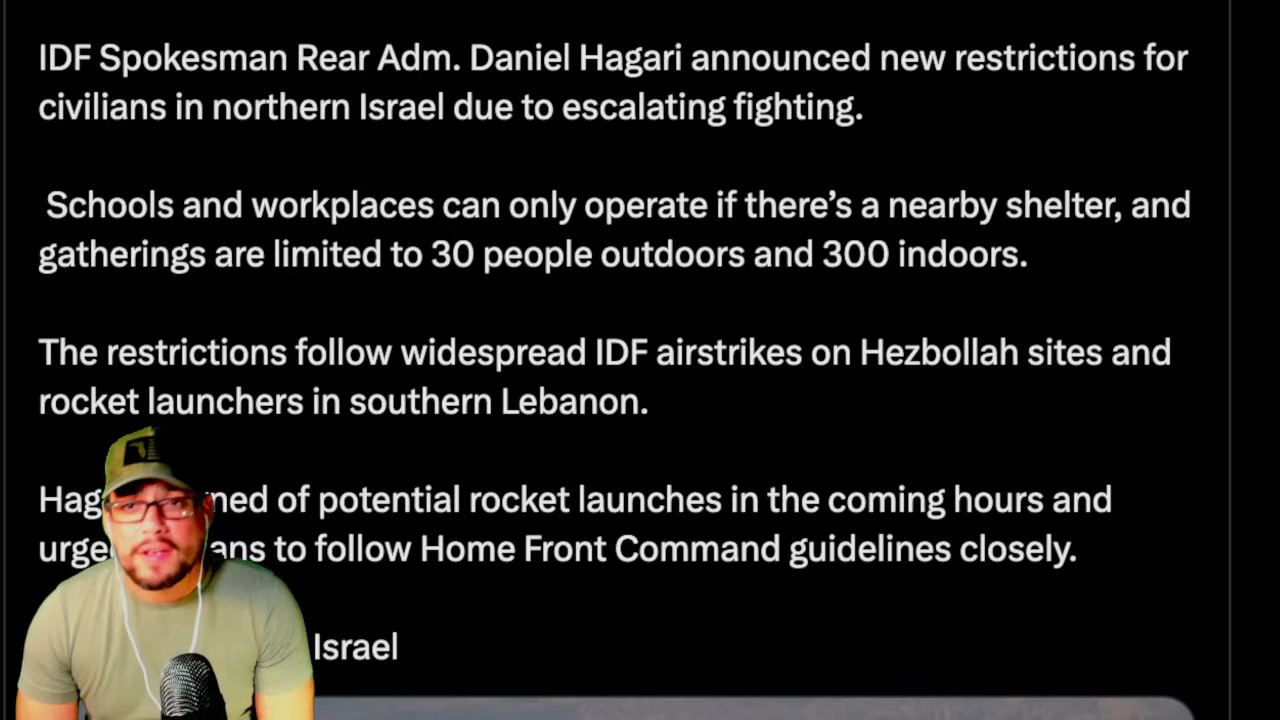 IDF Spokesman Rear Adm. Daniel Hagari announced new restrictions for
civilians in northern Israel due to escalating fighting.
Schools and workplaces can only operate if there's a nearby shelter, and
gatherings are limited to 30 people outdoors and 300 indoors.
The restrictions follow widespread IDF airstrikes on Hezbollah sites and
rocket launchers in southern Lebanon.
of potential rocket launches in the coming hours and
to follow Home Front Command guidelines closely.
Israel